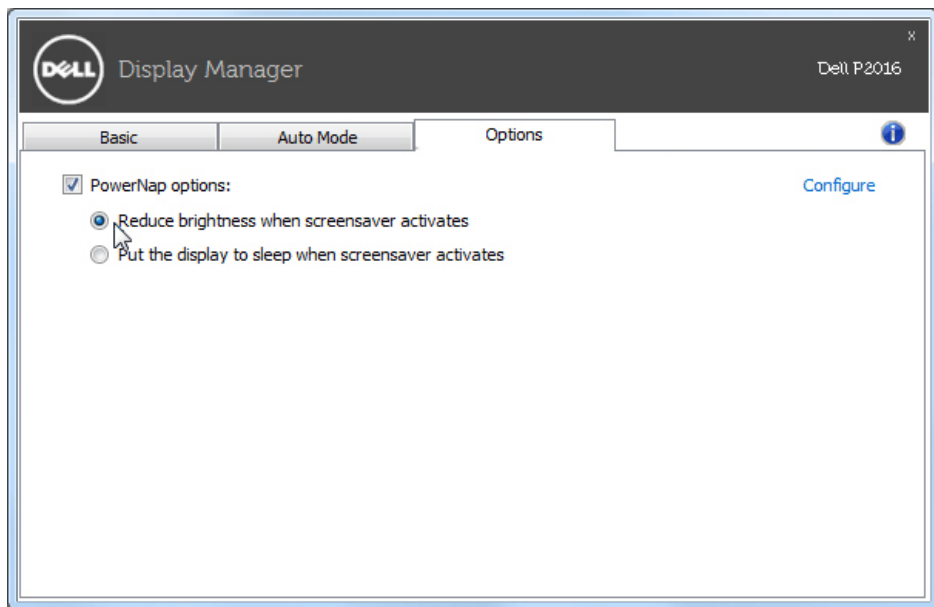 x
DELL Display Manager
Dell P2016
Basic Auto Mode Options
PowerNap options: Configure
Reduce brightness when screensaver activates
Put the display to sleep when screensaver activates